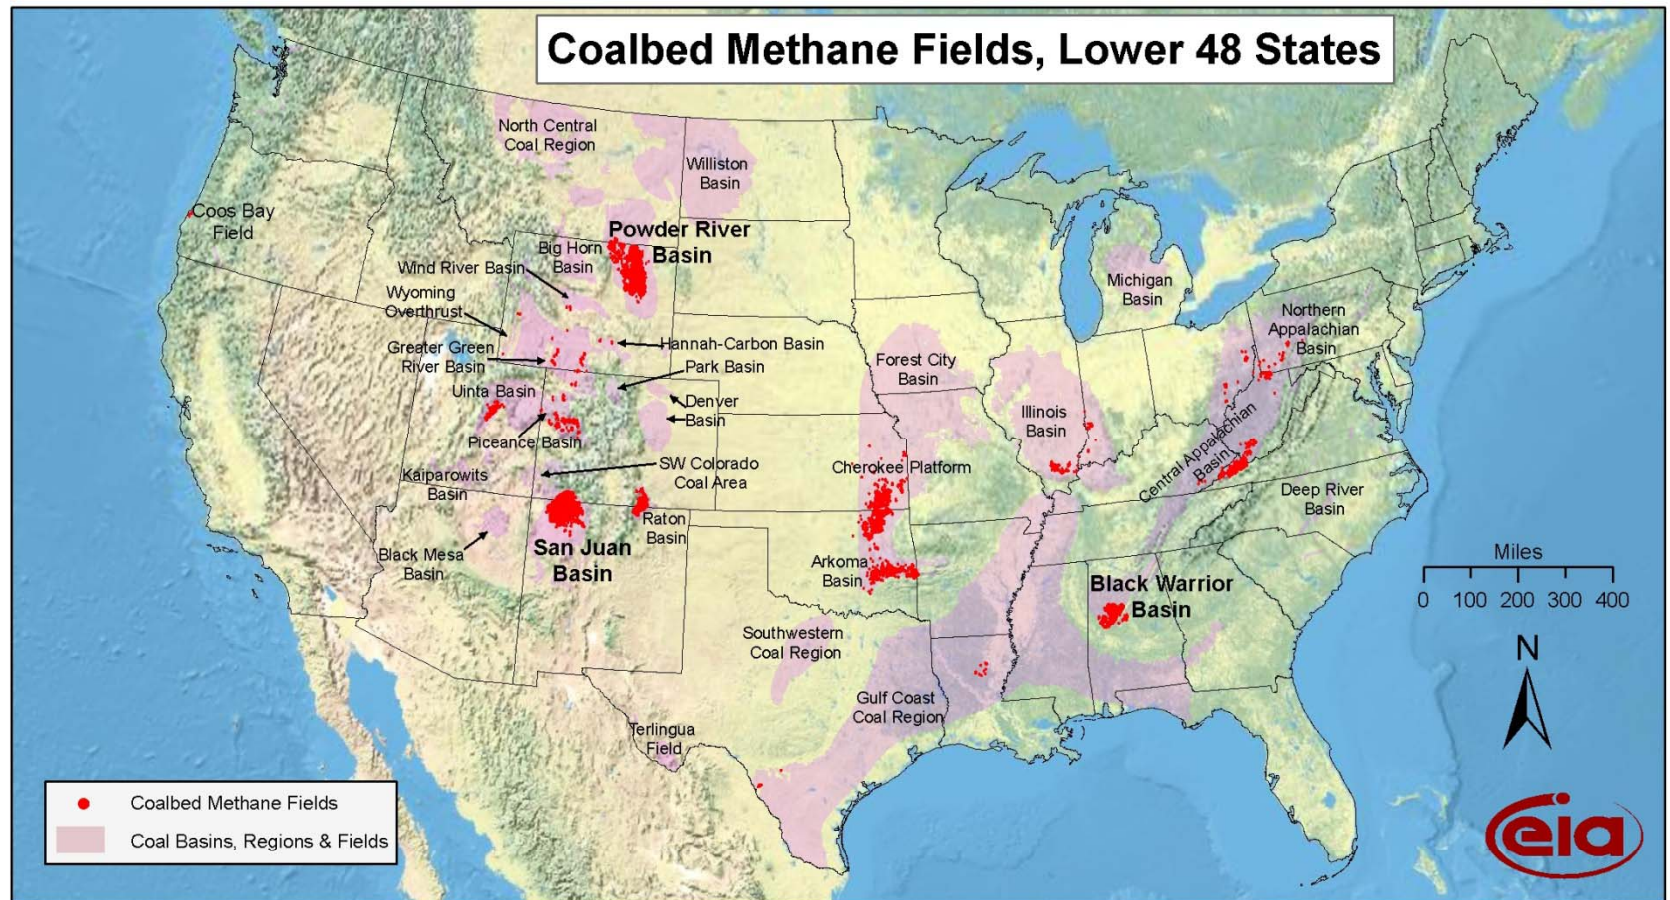 Coalbed Methane Fields, Lower 48 States
North Central
Coal Region
Williston
Basin
Coos Bay
Field
Powder River
Basin
Big Horn
Basin
Wind River Basin
Wyoming
Overthrust
Michigan
Basin
Northern
Appalachian
Basin
Greater Green
River Basin
Hannah-Carbon Basin
Park Basin
Forest City
Basin
Uinta Basin
Denver
Basin
Illinois
Basin
Piceance Basin
Central Appalachian
Basin
Kaiparowits
Basin
SW Colorado
Coal Area
Cherokee Platform
Deep River
Basin
Raton
Basin
Black Mesa
Basin
San Juan
Basin
Arkoma
Basin
Black Warrior
Basin
Miles
0 100 200 300 400
Southwestern
Coal Region
N
Gulf Coast
Coal Region
Terlingua
Field
Coalbed Methane Fields
Coal Basins, Regions & Fields
eia